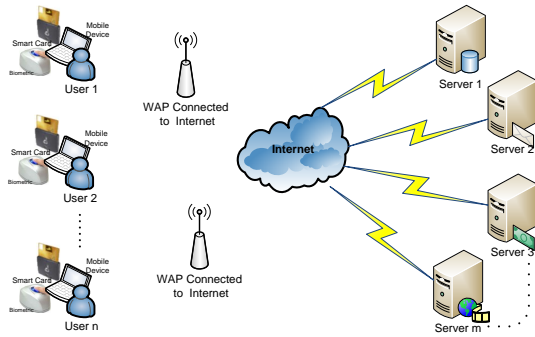 Mobile
Device
Smart Card
Biometric
User 1
Mobile
Device
Smart Card
Biometric
User 2
Mobile
Device
Smart Card
Biometric
User n
WAP Connected
to Internet
WAP Connected
to Internet
Internet
Server 1
Server 2
Server 3
Server m